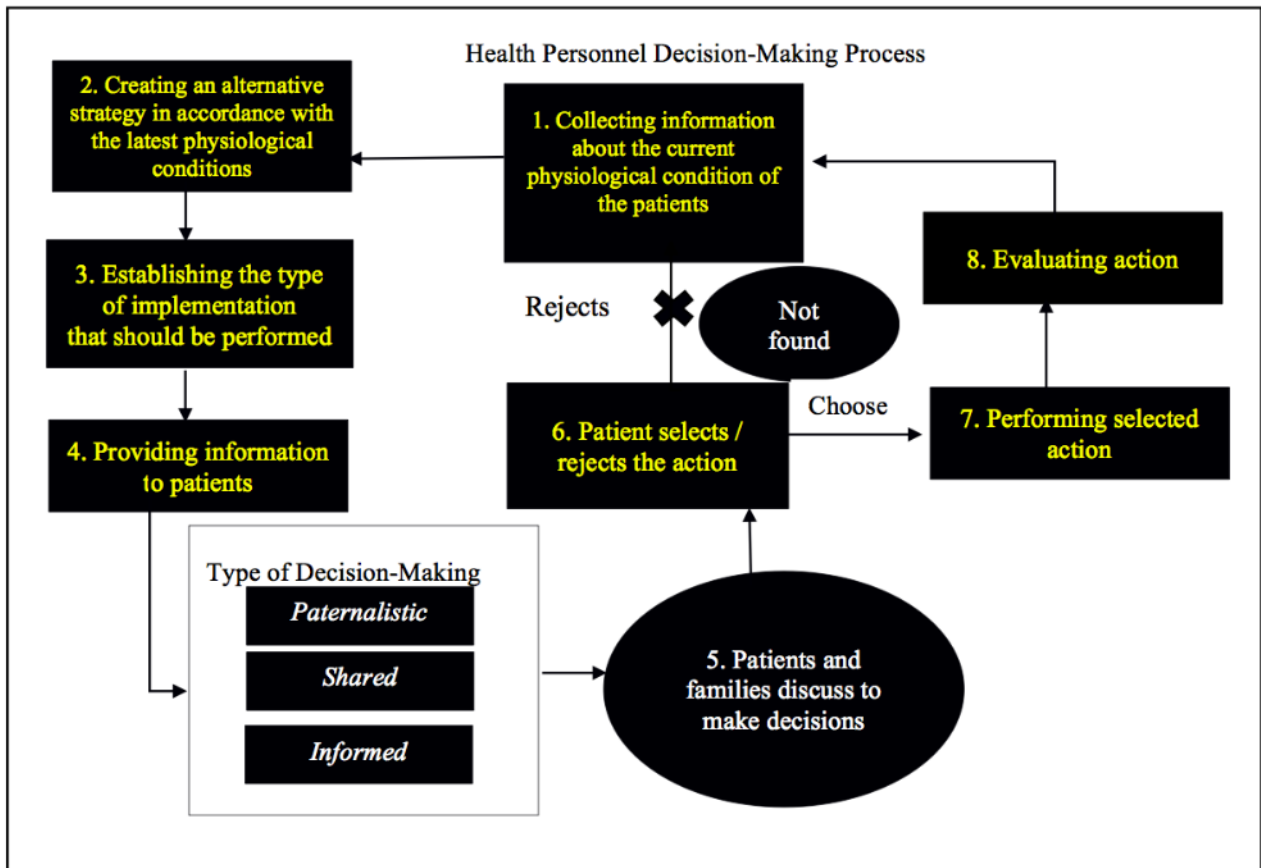 Health Personnel Decision-Making Process
1. Collecting information
about the current
physiological condition of
the patients
2. Creating an alternative
strategy in accordance with
the latest physiological
conditions
3. Establishing the type
of implementation
that should be performed
4. Providing information
to patients
Type of Decision-Making
Paternalistic
Shared
Informed
5. Patients and
families discuss to
make decisions
6. Patient selects /
rejects the action
Rejects
Not
found
Choose
7. Performing selected
action
8. Evaluating action